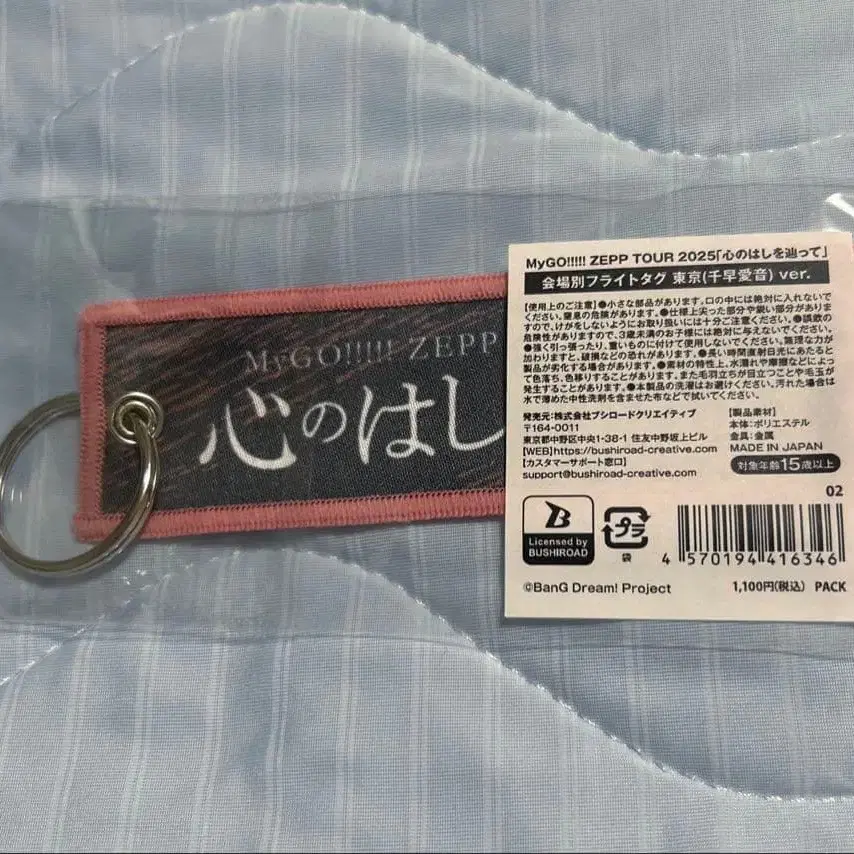 MyGO!!!!! ZEPP
心のはし
MyGO!!!!! ZEPP TOUR 2025「心のはしを辿って」
会場別フライトタグ 東京(千早愛音) ver.
【使用上のご注意】●小さな部品があります。口の中には絶対に入れないで
ください。窒息の危険があります。●仕様上尖った部分や鋭い部分がありま
すので、けがをしないようにお取り扱いには十分ご注意ください。●誤飲の
危険性がありますので、3歳未満のお子様には絶対に与えないでください。
●強く引っ張ったり、重いものに付けて使用しないでください。無理な力が
加わりますと、破損などの恐れがあります。●長い時間直射日光にあたると
製品が劣化する場合があります。●素材の特性上、水濡れや摩擦などによっ
て色落ち、色移りすることがあります。また毛羽立ちが目立つことや毛玉が
発生することがあります。●本製品の洗濯はお避けください。汚れた場合は
水で薄めた中性洗剤を含ませた布などで拭いてください。
発売元:株式会社ブシロードクリエイティブ
〒164-0011
東京都中野区中央1-38-1 住友中野坂上ビル
【WEB】https://bushiroad-creative.com
【カスタマーサポート窓口】
support@bushiroad-creative.com
【製品素材】
本体:ポリエステル
金具:金属
MADE IN JAPAN
対象年齢15歳以上
02
B
Licensed by
BUSHIROAD
プラ
袋
4 570194 416346
©BanG Dream! Project
1,100円(税込) PACK